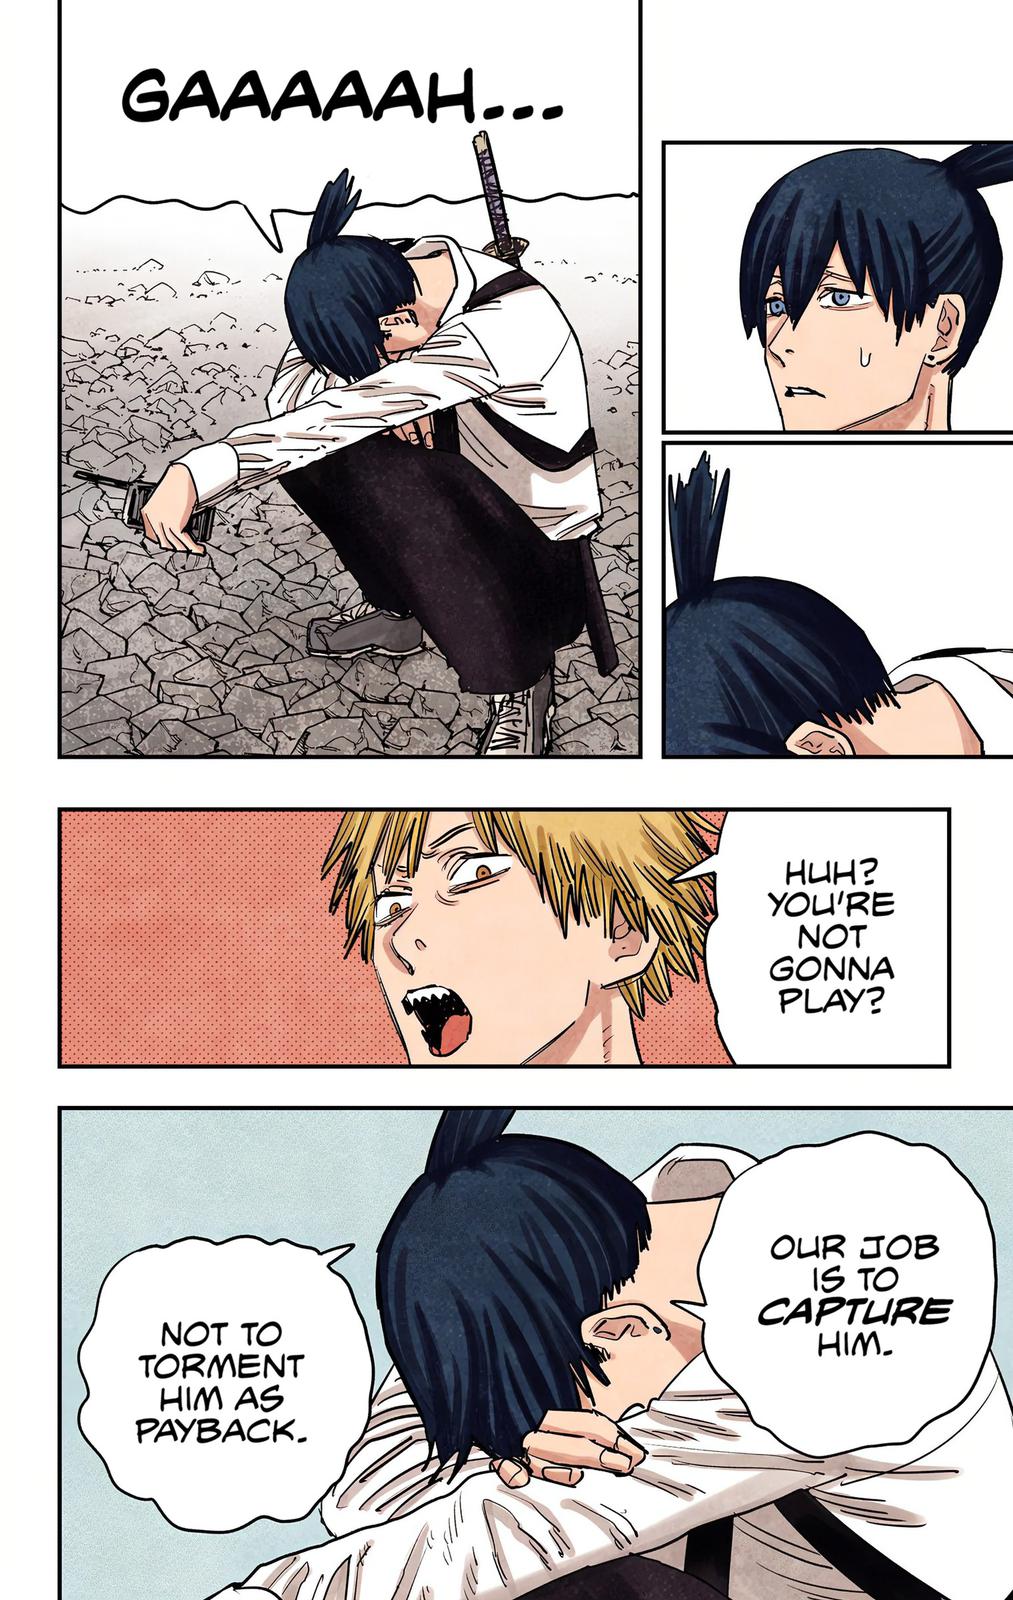 GAAAAAH...
HUH?
YOU'RE
NOT
GONNA
PLAY?
OUR JOB
IS TO
CAPTURE
HIM.
NOT TO
TORMENT
HIM AS
PAYBACK.